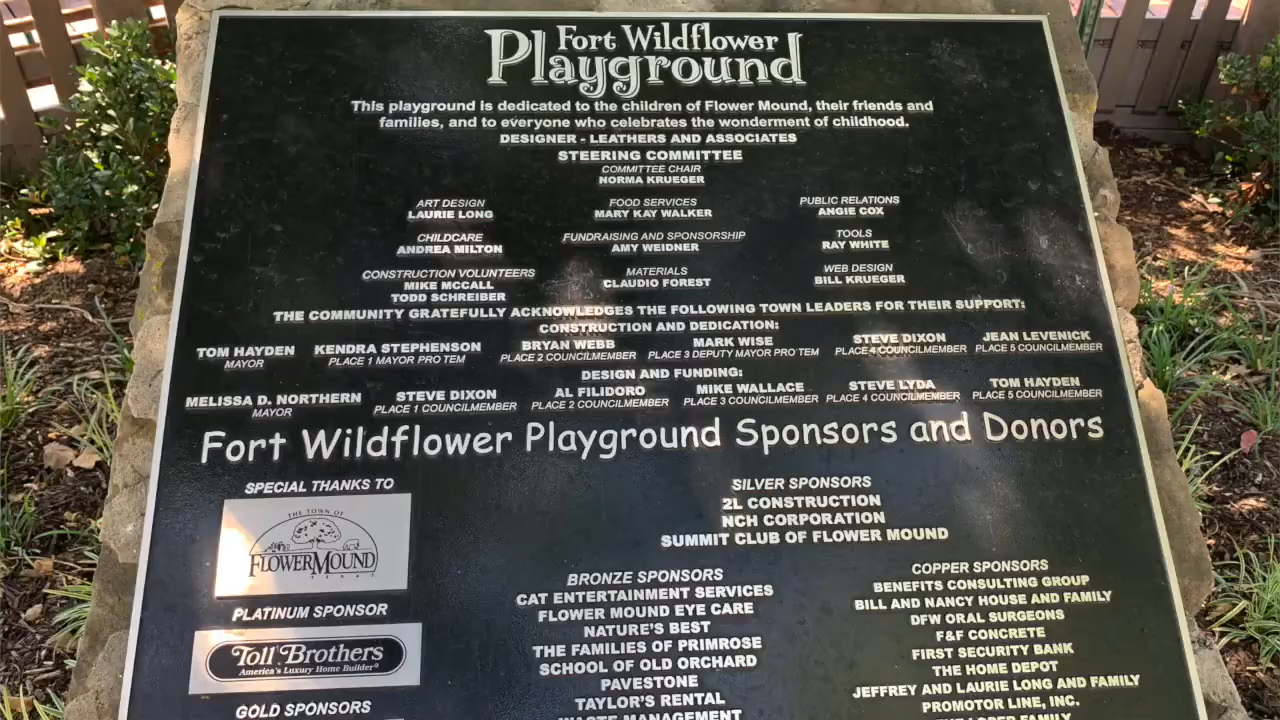 Fort Wildflower
Playground
This playground is dedicated to the children of Flower Mound, their friends and
families, and to everyone who celebrates the wonderment of childhood.
DESIGNER - LEATHERS AND ASSOCIATES
STEERING COMMITTEE
COMMITTEE CHAIR
NORMA KRUEGER
ART DESIGN
LAURIE LONG
FOOD SERVICES
MARY KAY WALKER
PUBLIC RELATIONS
ANGIE COX
CHILDCARE
ANDREA MILTON
FUNDRAISING AND SPONSORSHIP
AMY WEIDNER
TOOLS
RAY WHITE
CONSTRUCTION VOLUNTEERS
MIKE MCCALL
TODD SCHREIBER
MATERIALS
CLAUDIO FOREST
WEB DESIGN
BILL KRUEGER
THE COMMUNITY GRATEFULLY ACKNOWLEDGES THE FOLLOWING TOWN LEADERS FOR THEIR SUPPORT:
CONSTRUCTION AND DEDICATION:
TOM HAYDEN
MAYOR
KENDRA STEPHENSON
PLACE 1 MAYOR PRO TEM
BRYAN WEBB
PLACE 2 COUNCILMEMBER
MARK WISE
PLACE 3 DEPUTY MAYOR PRO TEM
STEVE DIXON
PLACE 4 COUNCILMEMBER
JEAN LEVENICK
PLACE 5 COUNCILMEMBER
DESIGN AND FUNDING:
MELISSA D. NORTHERN
MAYOR
STEVE DIXON
PLACE 1 COUNCILMEMBER
AL FILIDORO
PLACE 2 COUNCILMEMBER
MIKE WALLACE
PLACE 3 COUNCILMEMBER
STEVE LYDA
PLACE 4 COUNCILMEMBER
TOM HAYDEN
PLACE 5 COUNCILMEMBER
Fort Wildflower Playground Sponsors and Donors
SPECIAL THANKS TO
THE TOWN OF
FLOWER MOUND
TEXAS
PLATINUM SPONSOR
Toll Brothers
America's Luxury Home Builder®
GOLD SPONSORS
SILVER SPONSORS
2L CONSTRUCTION
NCH CORPORATION
SUMMIT CLUB OF FLOWER MOUND
BRONZE SPONSORS
CAT ENTERTAINMENT SERVICES
FLOWER MOUND EYE CARE
NATURE'S BEST
THE FAMILIES OF PRIMROSE
SCHOOL OF OLD ORCHARD
PAVESTONE
TAYLOR'S RENTAL
WASTE MANAGEMENT
COPPER SPONSORS
BENEFITS CONSULTING GROUP
BILL AND NANCY HOUSE AND FAMILY
DFW ORAL SURGEONS
F&F CONCRETE
FIRST SECURITY BANK
THE HOME DEPOT
JEFFREY AND LAURIE LONG AND FAMILY
PROMOTOR LINE, INC.
FAMILY